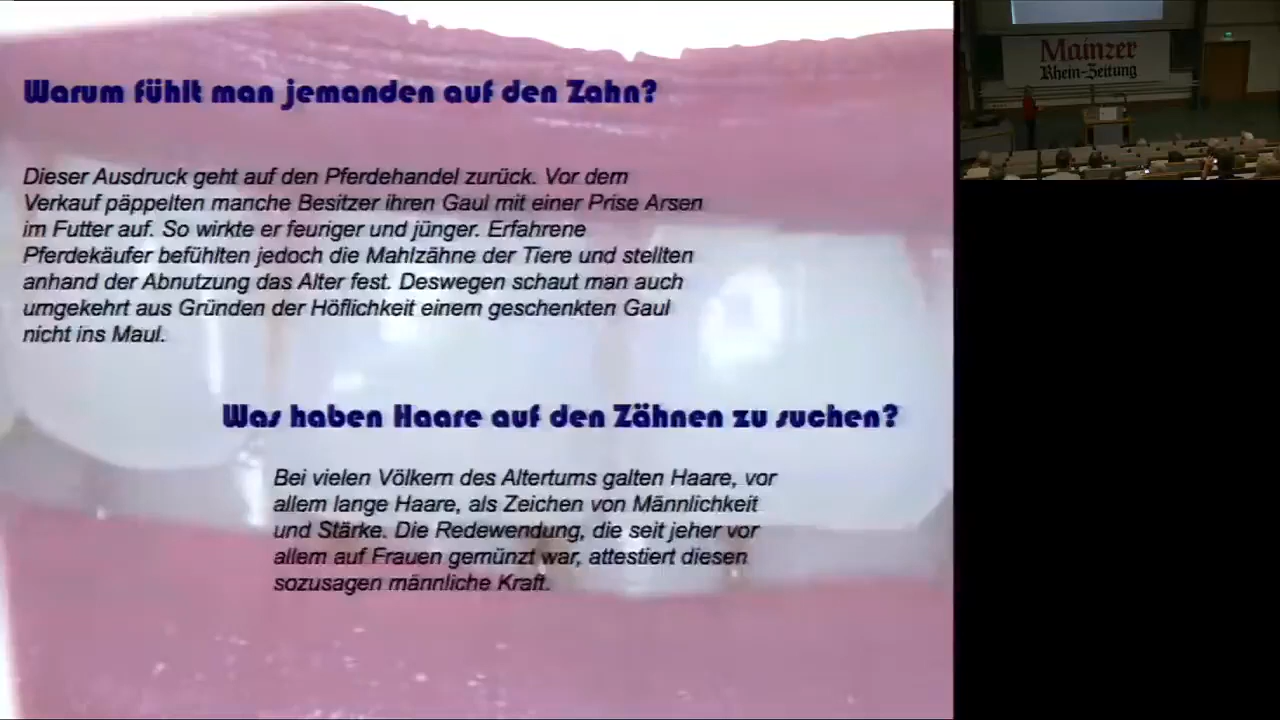 Warum fühlt man jemanden auf den Zahn?
Dieser Ausdruck geht auf den Pferdehandel zurück. Vor dem
Verkauf päppelten manche Besitzer ihren Gaul mit einer Prise Arsen
im Futter auf. So wirkte er feuriger und jünger. Erfahrene
Pferdekäufer befühlten jedoch die Mahlzähne der Tiere und stellten
anhand der Abnutzung das Alter fest. Deswegen schaut man auch
umgekehrt aus Gründen der Höflichkeit einem geschenkten Gaul
nicht ins Maul.
Was haben Haare auf den Zähnen zu suchen?
Bei vielen Völkern des Altertums galten Haare, vor
allem lange Haare, als Zeichen von Männlichkeit
und Stärke. Die Redewendung, die seit jeher vor
allem auf Frauen gemünzt war, attestiert diesen
sozusagen männliche Kraft.
Mainzer
Rhein-Zeitung